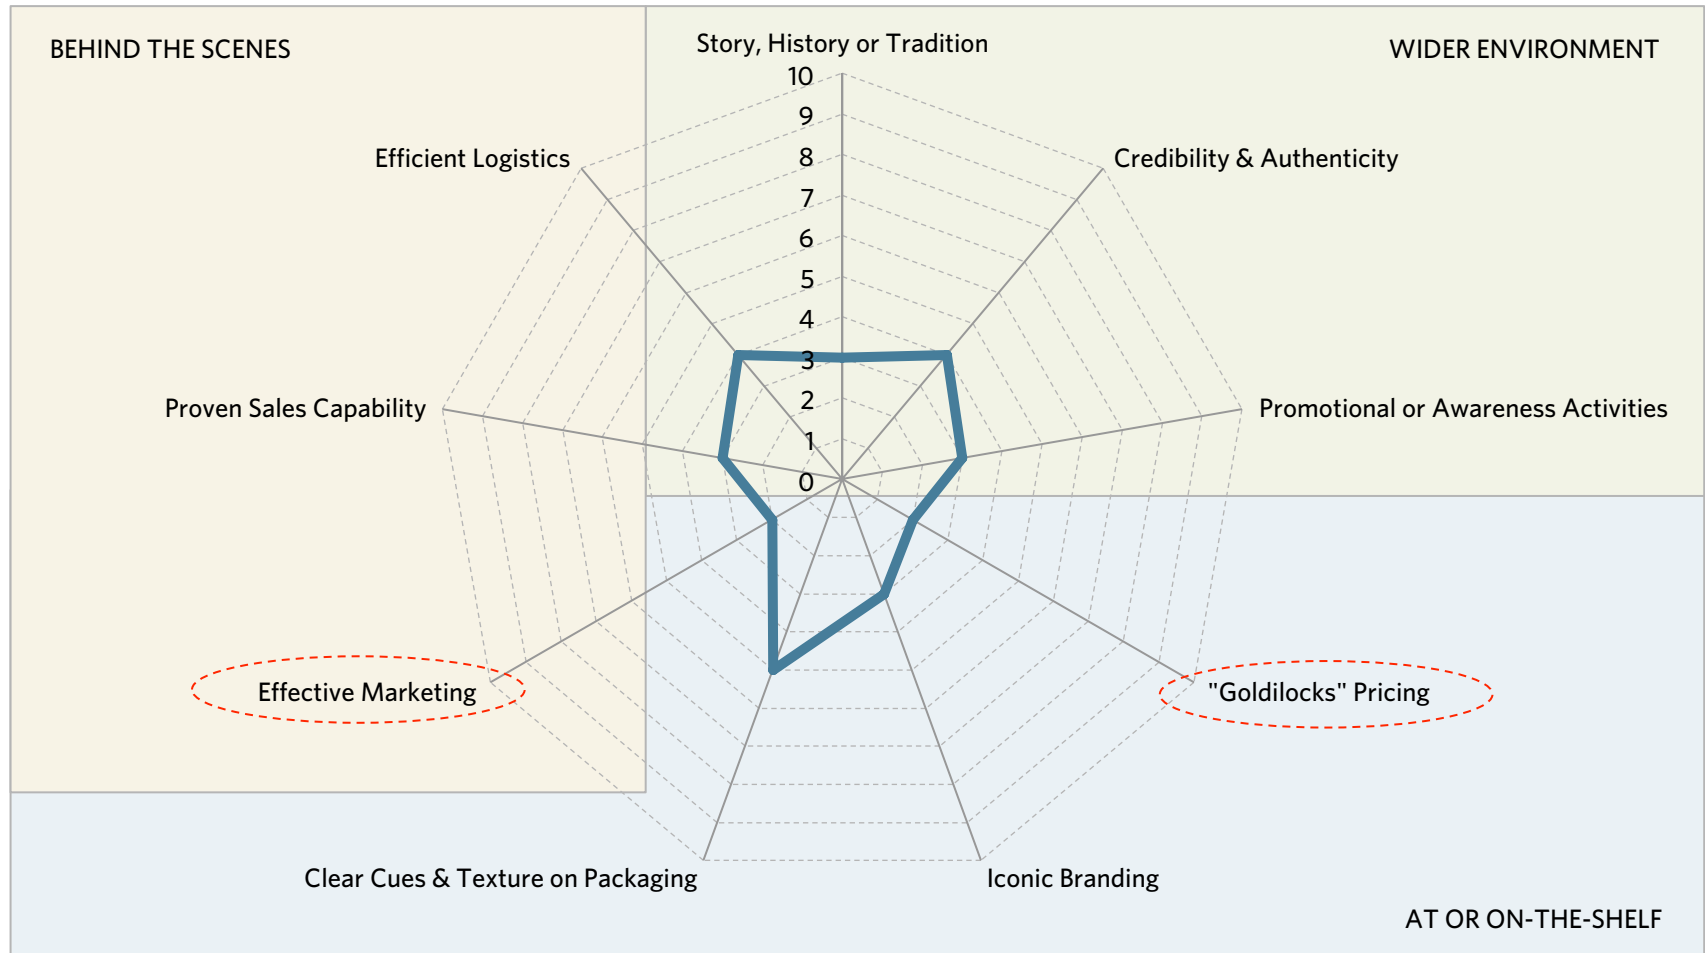 BEHIND THE SCENES
WIDER ENVIRONMENT
Story, History or Tradition
10
9
8
7
6
5
4
3
2
1
0
Efficient Logistics
Credibility & Authenticity
Proven Sales Capability
Promotional or Awareness Activities
Effective Marketing
"Goldilocks" Pricing
Clear Cues & Texture on Packaging
Iconic Branding
AT OR ON-THE-SHELF